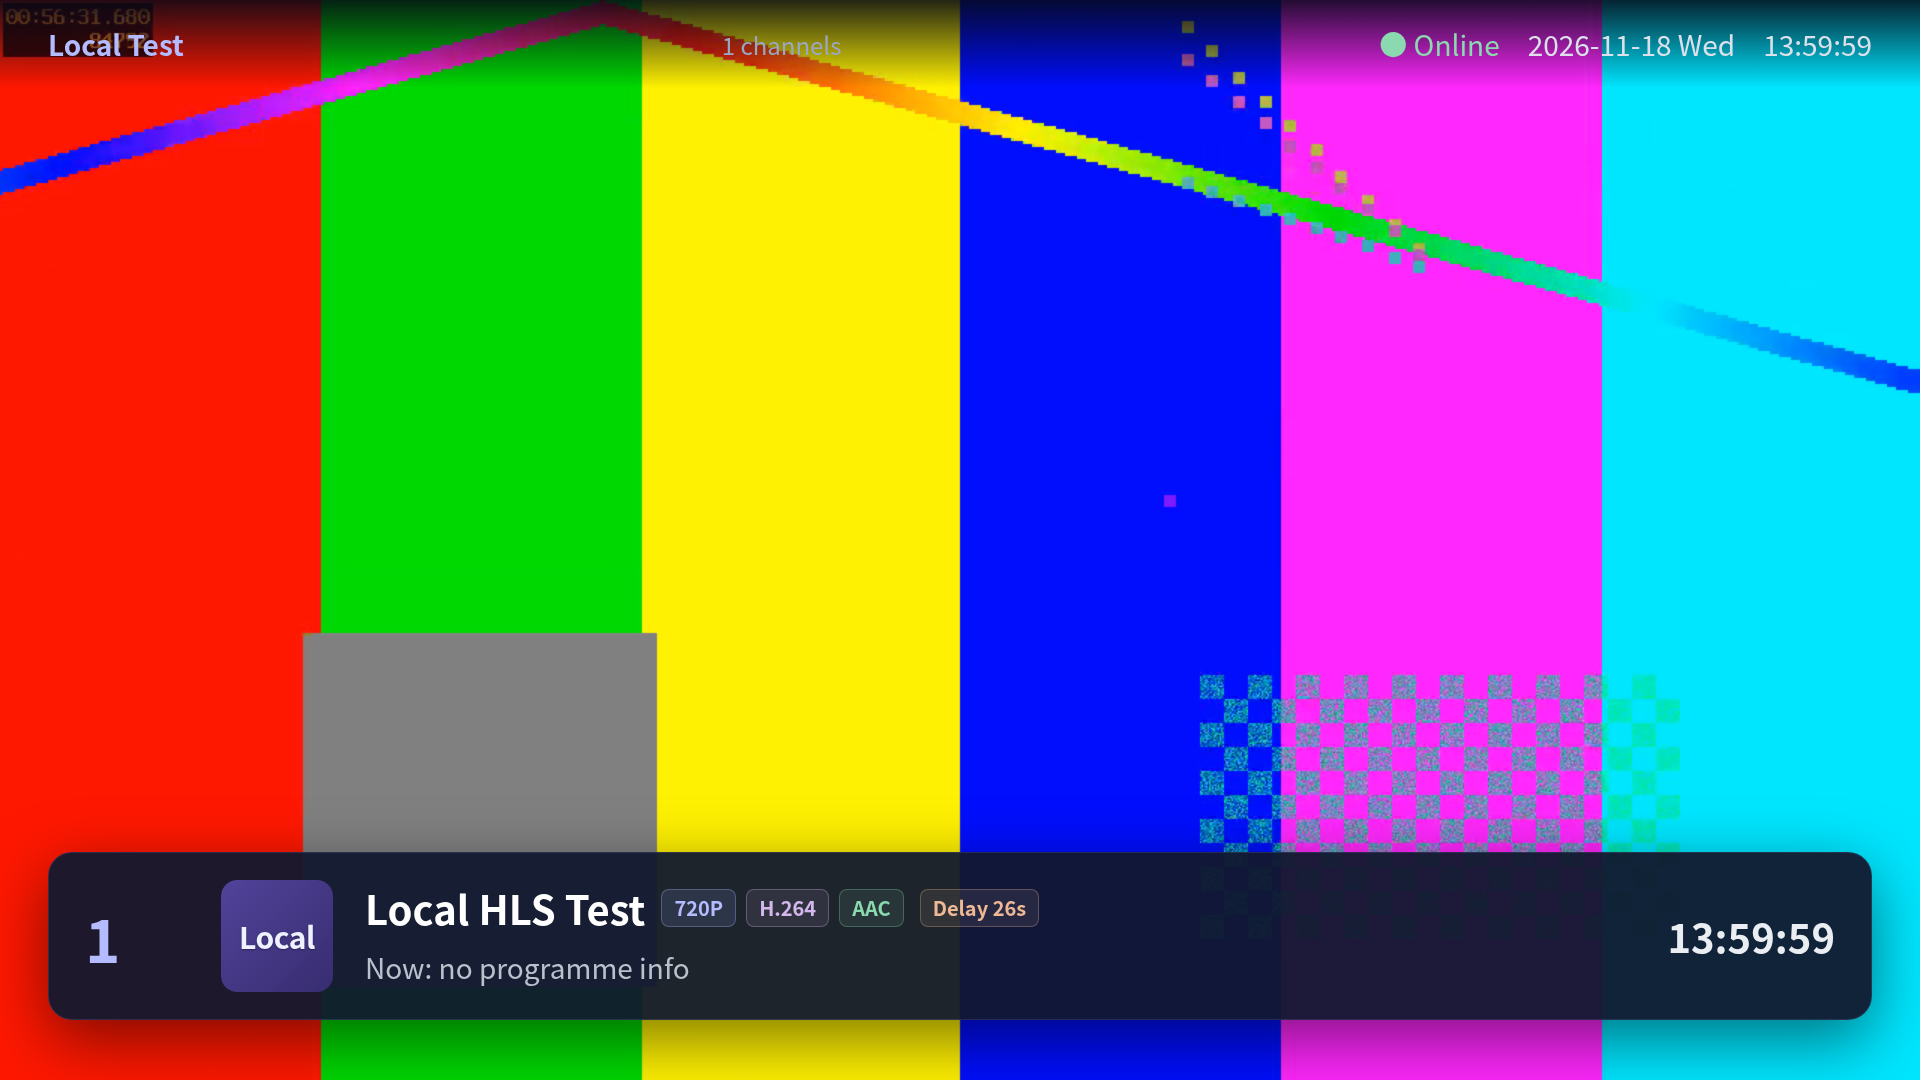 00:56:31.680
84792
Local Test
1 channels
Online 2026-11-18 Wed 13:59:59
1
Local
Local HLS Test 720P H.264 AAC Delay 26s
Now: no programme info
13:59:59